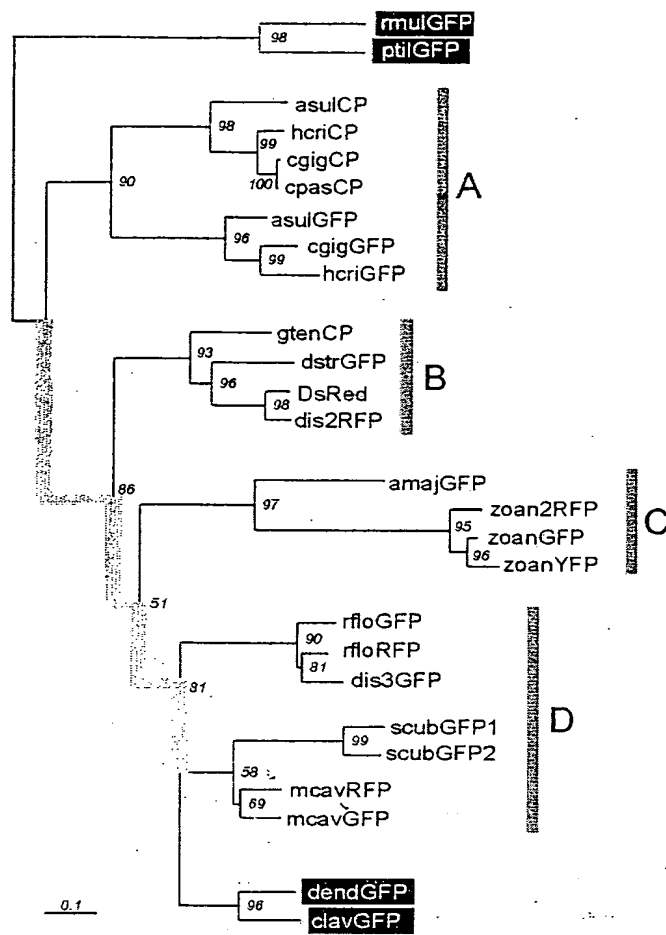 rmulGFP
98
ptilGFP
asulCP
98
hcriCP
99
cgigCP
100
cpasCP
A
90
asulGFP
96
cgigGFP
99
hcriGFP
gtenCP
93
dstrGFP
96
DsRed
98
dis2RFP
B
86
amajGFP
97
zoan2RFP
95
zoanGFP
96
zoanYFP
C
51
rfloGFP
90
rfloRFP
81
dis3GFP
81
D
scubGFP1
99
scubGFP2
58
mcavRFP
69
mcavGFP
dendGFP
96
clavGFP
0.1